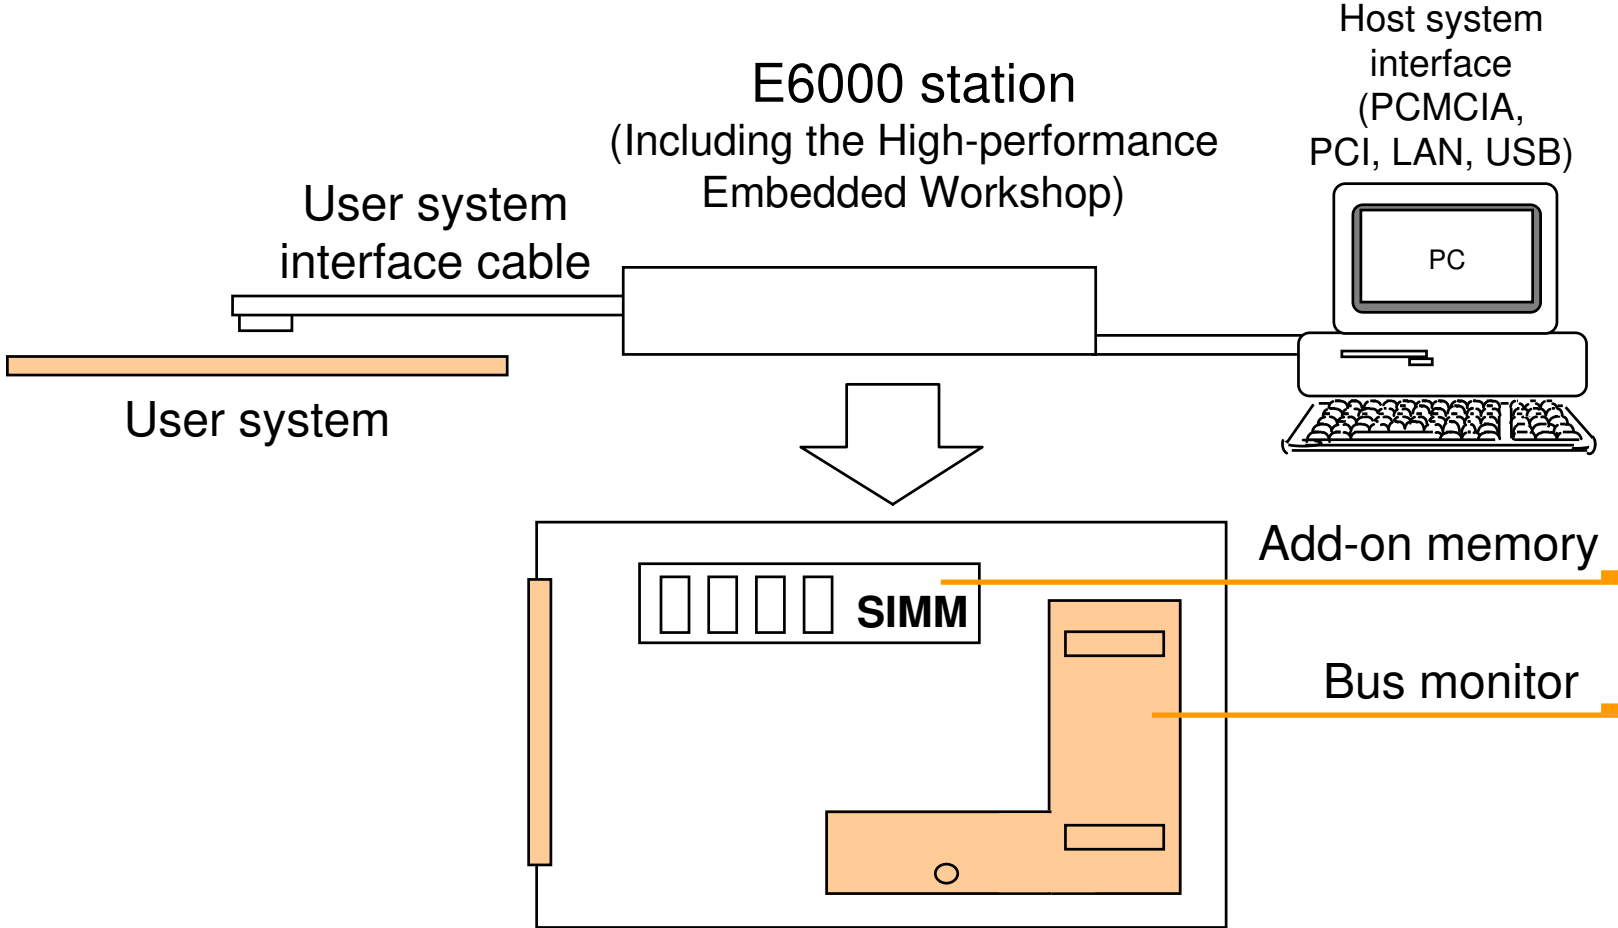 Host system
interface
(PCMCIA,
PCI, LAN, USB)
E6000 station
(Including the High-performance
Embedded Workshop)
User system
interface cable
PC
User system
Add-on memory
SIMM
Bus monitor